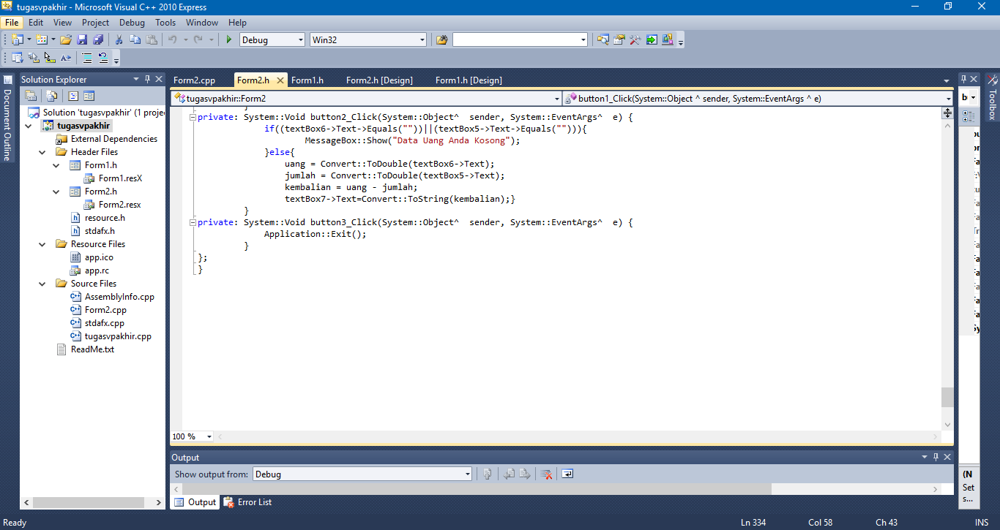 tugasvpakhir - Microsoft Visual C++ 2010 Express
File Edit View Project Debug Tools Window Help
Debug Win32
Document Outline
Solution Explorer
Solution 'tugasvpakhir' (1 proje
tugasvpakhir
External Dependencies
Header Files
Form1.h
Form1.resX
Form2.h
Form2.resx
resource.h
stdafx.h
Resource Files
app.ico
app.rc
Source Files
AssemblyInfo.cpp
Form2.cpp
stdafx.cpp
tugasvpakhir.cpp
ReadMe.txt
Form2.cpp Form2.h Form1.h Form2.h [Design] Form1.h [Design]
tugasvpakhir::Form2 button1_Click(System::Object ^ sender, System::EventArgs ^ e)
}
private: System::Void button2_Click(System::Object^  sender, System::EventArgs^  e) {
if((textBox6->Text->Equals(""))||(textBox5->Text->Equals(""))){
MessageBox::Show("Data Uang Anda Kosong");
}else{
uang = Convert::ToDouble(textBox6->Text);
jumlah = Convert::ToDouble(textBox5->Text);
kembalian = uang - jumlah;
textBox7->Text=Convert::ToString(kembalian);}
}
private: System::Void button3_Click(System::Object^  sender, System::EventArgs^  e) {
Application::Exit();
}
};
}
100 %
Output
Show output from: Debug
Output Error List
b
Toolbox
(N
Set
s...
Ready Ln 334 Col 58 Ch 43 INS